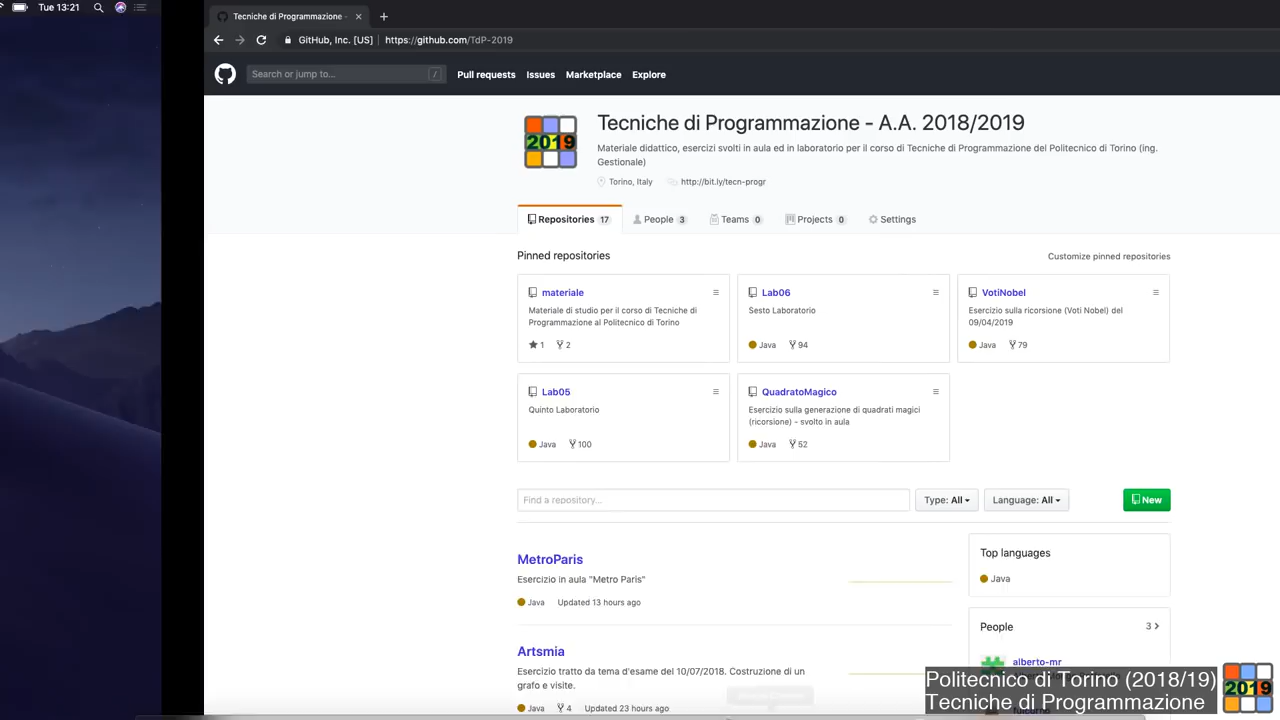 Tue 13:21
Tecniche di Programmazione -
GitHub, Inc. [US] | https://github.com/TdP-2019
Search or jump to... /
Pull requests Issues Marketplace Explore
2019
Tecniche di Programmazione - A.A. 2018/2019
Materiale didattico, esercizi svolti in aula ed in laboratorio per il corso di Tecniche di Programmazione del Politecnico di Torino (ing.
Gestionale)
Torino, Italy http://bit.ly/tecn-progr
Repositories 17 People 3 Teams 0 Projects 0 Settings
Pinned repositories Customize pinned repositories
materiale
Materiale di studio per il corso di Tecniche di
Programmazione al Politecnico di Torino
1 2
Lab06
Sesto Laboratorio
Java 94
VotiNobel
Esercizio sulla ricorsione (Voti Nobel) del
09/04/2019
Java 79
Lab05
Quinto Laboratorio
Java 100
QuadratoMagico
Esercizio sulla generazione di quadrati magici
(ricorsione) - svolto in aula
Java 52
Find a repository... Type: All Language: All New
MetroParis
Esercizio in aula "Metro Paris"
Java Updated 13 hours ago
Artsmia
Esercizio tratto da tema d'esame del 10/07/2018. Costruzione di un
grafo e visite.
Java 4 Updated 23 hours ago
Top languages
Java
People 3
alberto-mr
Politecnico di Torino (2018/19)
Tecniche di Programmazione
2019